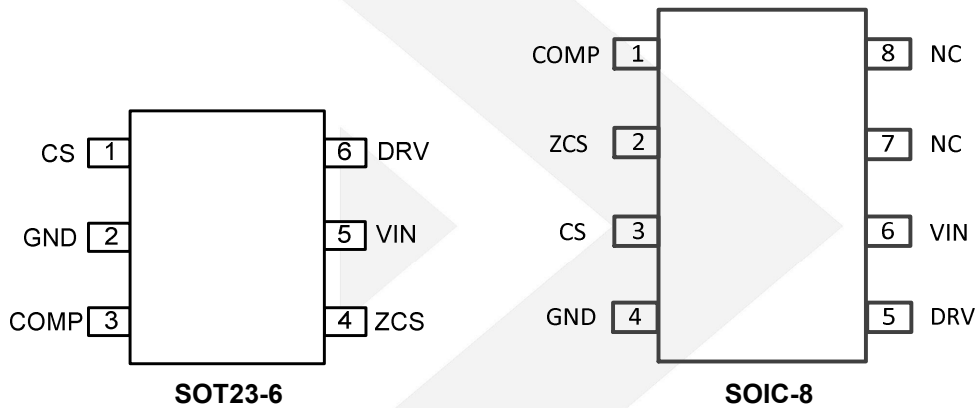 CS 1 6 DRV
GND 2 5 VIN
COMP 3 4 ZCS
SOT23-6
COMP 1 8 NC
ZCS 2 7 NC
CS 3 6 VIN
GND 4 5 DRV
SOIC-8